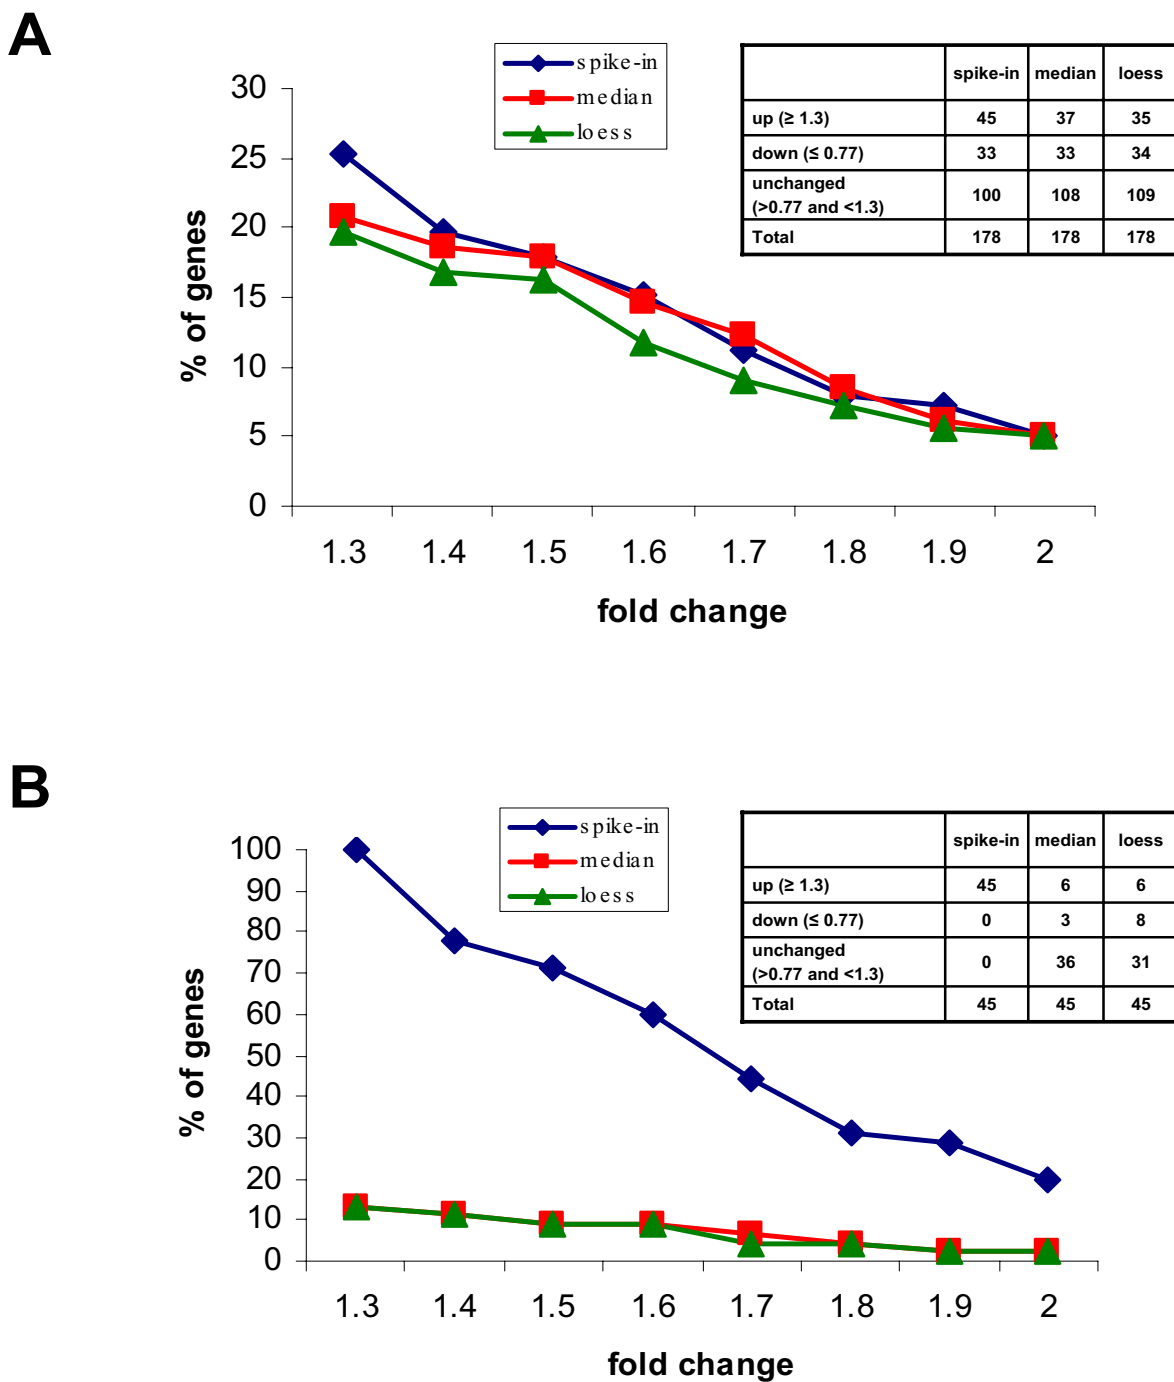 A
spike-in
median
loess
spike-in median loess
up (≥ 1.3) 45 37 35
down (≤ 0.77) 33 33 34
unchanged
(>0.77 and <1.3) 100 108 109
Total 178 178 178
30
25
20
15
10
5
0
% of genes
1.3 1.4 1.5 1.6 1.7 1.8 1.9 2
fold change
B
spike-in
median
loess
spike-in median loess
up (≥ 1.3) 45 6 6
down (≤ 0.77) 0 3 8
unchanged
(>0.77 and <1.3) 0 36 31
Total 45 45 45
100
90
80
70
60
50
40
30
20
10
0
% of genes
1.3 1.4 1.5 1.6 1.7 1.8 1.9 2
fold change